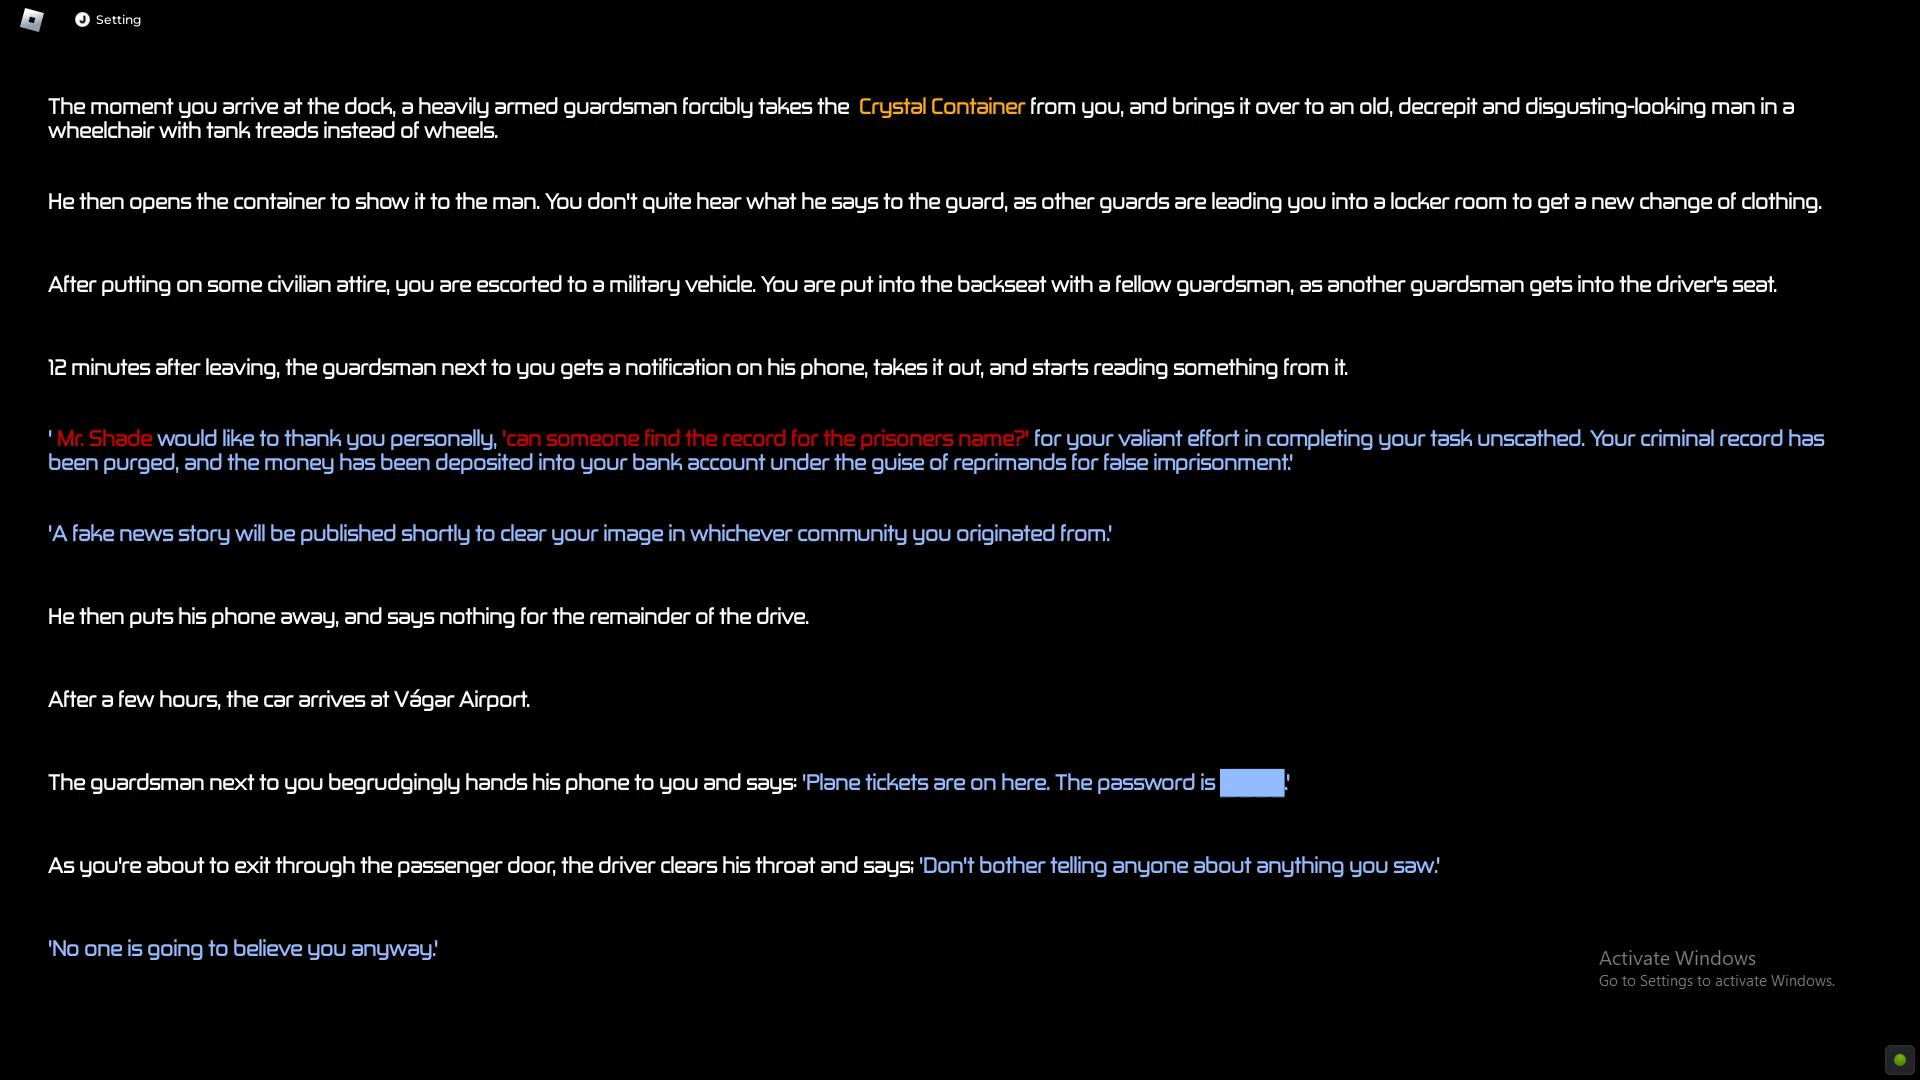 Setting
The moment you arrive at the dock, a heavily armed guardsman forcibly takes the Crystal Container from you, and brings it over to an old, decrepit and disgusting-looking man in a
wheelchair with tank treads instead of wheels.
He then opens the container to show it to the man. You don't quite hear what he says to the guard, as other guards are leading you into a locker room to get a new change of clothing.
After putting on some civilian attire, you are escorted to a military vehicle. You are put into the backseat with a fellow guardsman, as another guardsman gets into the driver's seat.
12 minutes after leaving, the guardsman next to you gets a notification on his phone, takes it out, and starts reading something from it.
' Mr. Shade would like to thank you personally, 'can someone find the record for the prisoners name?' for your valiant effort in completing your task unscathed. Your criminal record has
been purged, and the money has been deposited into your bank account under the guise of reprimands for false imprisonment.'
'A fake news story will be published shortly to clear your image in whichever community you originated from.'
He then puts his phone away, and says nothing for the remainder of the drive.
After a few hours, the car arrives at Vágar Airport.
The guardsman next to you begrudgingly hands his phone to you and says: 'Plane tickets are on here. The password is ████.'
As you're about to exit through the passenger door, the driver clears his throat and says; 'Don't bother telling anyone about anything you saw.'
'No one is going to believe you anyway.'
Activate Windows
Go to Settings to activate Windows.